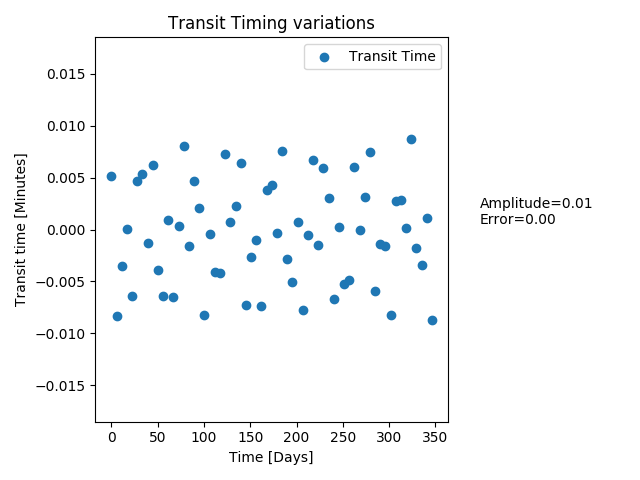 Transit Timing variations
Transit Time
0.015
0.010
0.005
0.000
−0.005
−0.010
−0.015
Transit time [Minutes]
Amplitude=0.01
Error=0.00
0 50 100 150 200 250 300 350
Time [Days]